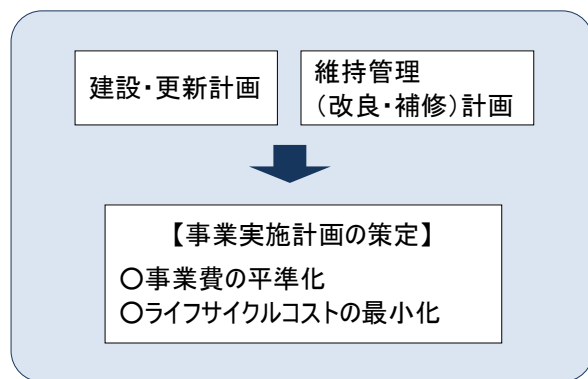 建設・更新計画
維持管理
(改良・補修)計画
【事業実施計画の策定】
○事業費の平準化
○ライフサイクルコストの最小化